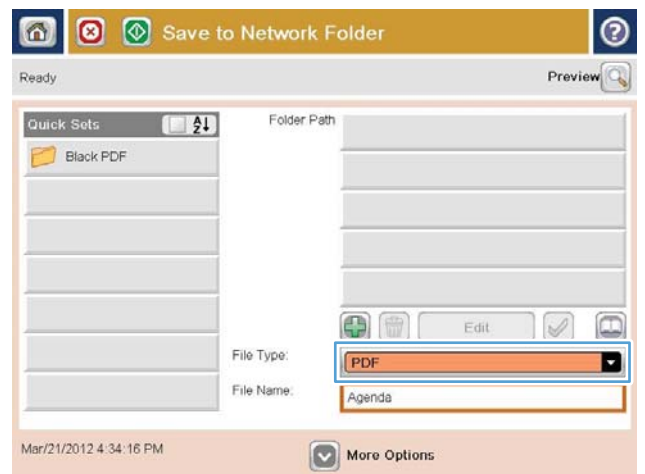 Save to Network Folder
?
Ready
Preview
Quick Sets
A
Z
Folder Path
Black PDF
Edit
File Type:
PDF
File Name:
Agenda
Mar/21/2012 4:34:16 PM
More Options